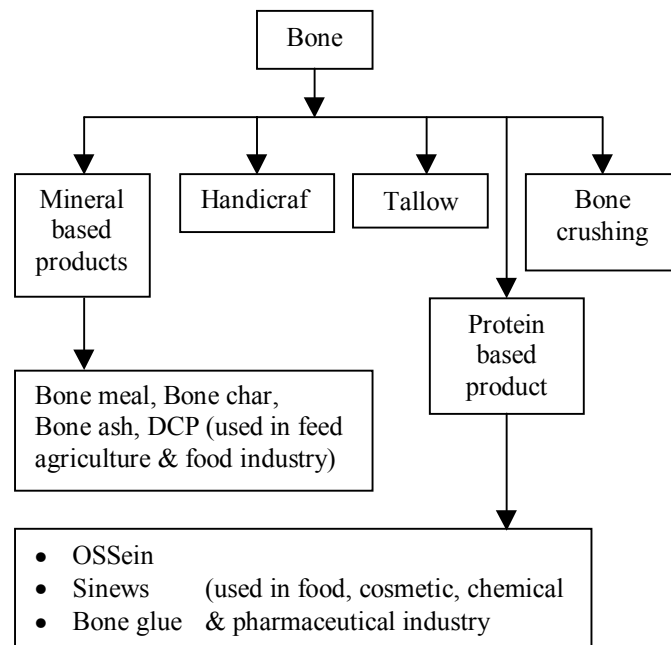 Bone
Mineral
based
products
Handicraf
Tallow
Bone
crushing
Protein
based
product
Bone meal, Bone char,
Bone ash, DCP (used in feed
agriculture & food industry)
• OSSein
• Sinews (used in food, cosmetic, chemical
• Bone glue & pharmaceutical industry